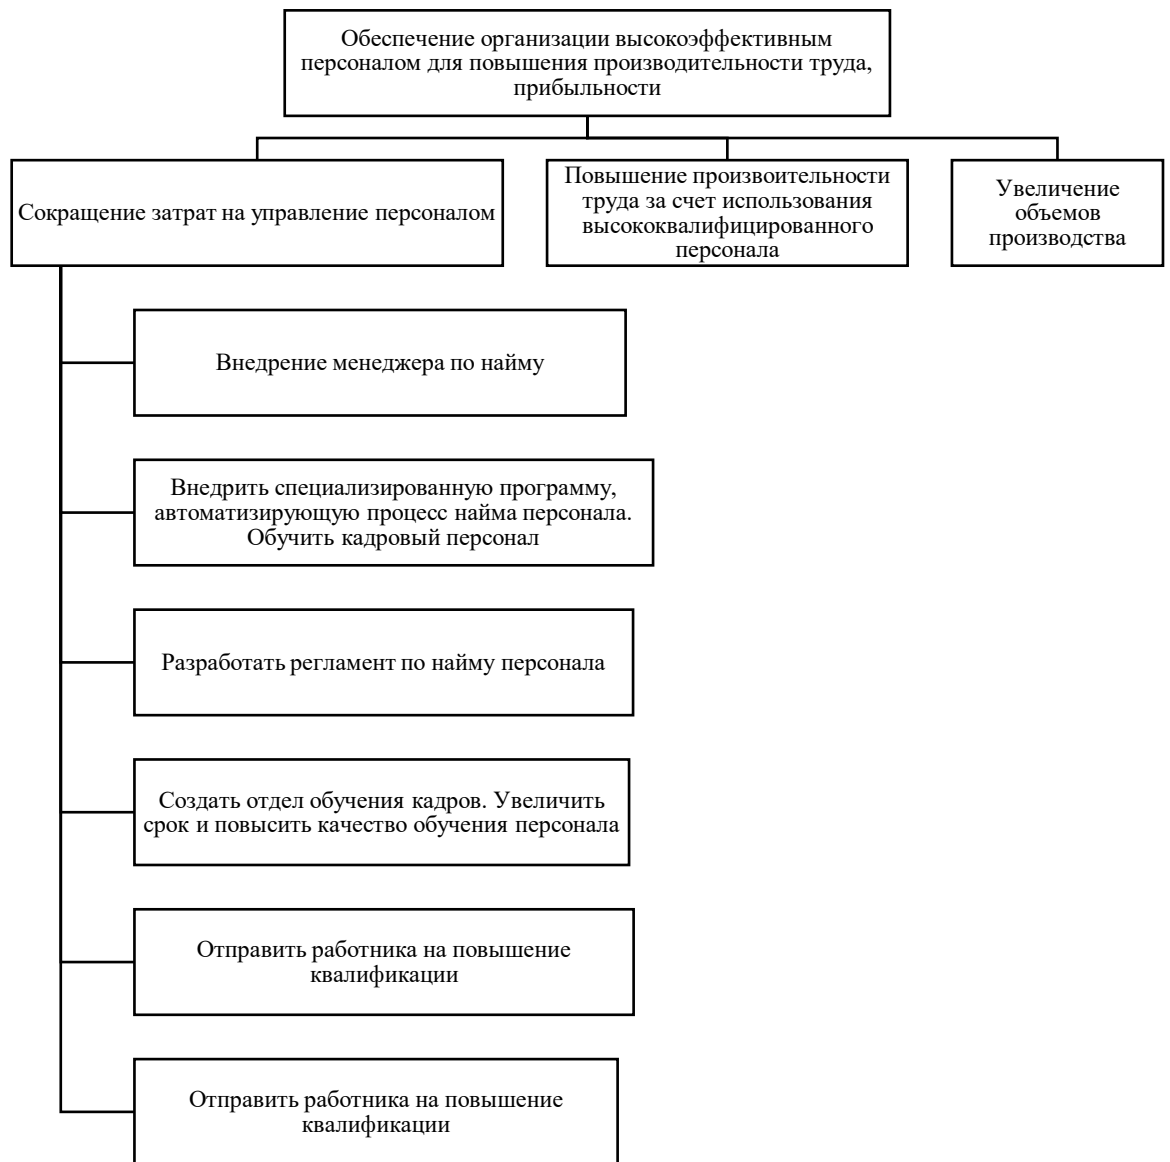 Обеспечение организации высокоэффективным
персоналом для повышения производительности труда,
прибыльности
Сокращение затрат на управление персоналом
Повышение произвоительности
труда за счет использования
высококвалифицированного
персонала
Увеличение
объемов
производства
Внедрение менеджера по найму
Внедрить специализированную программу,
автоматизирующую процесс найма персонала.
Обучить кадровый персонал
Разработать регламент по найму персонала
Создать отдел обучения кадров. Увеличить
срок и повысить качество обучения персонала
Отправить работника на повышение
квалификации
Отправить работника на повышение
квалификации